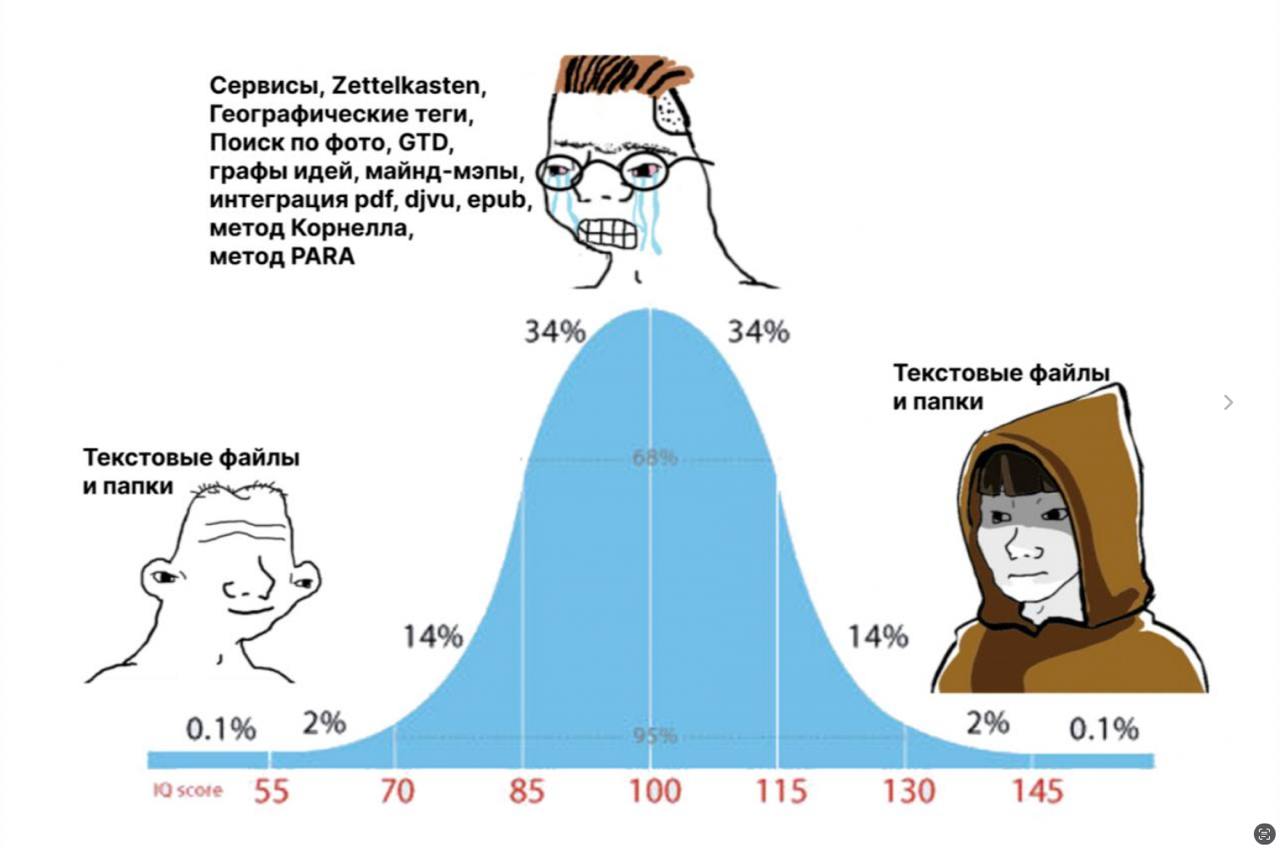 Сервисы, Zettelkasten,
Географические теги,
Поиск по фото, GTD,
графы идей, майнд-мэпы,
интеграция pdf, djvu, epub,
метод Корнелла,
метод PARA
34%
34%
Текстовые файлы
и папки
68%
Текстовые файлы
и папки
14%
14%
0.1%
2%
95%
2%
0.1%
IQ score
55
70
85
100
115
130
145